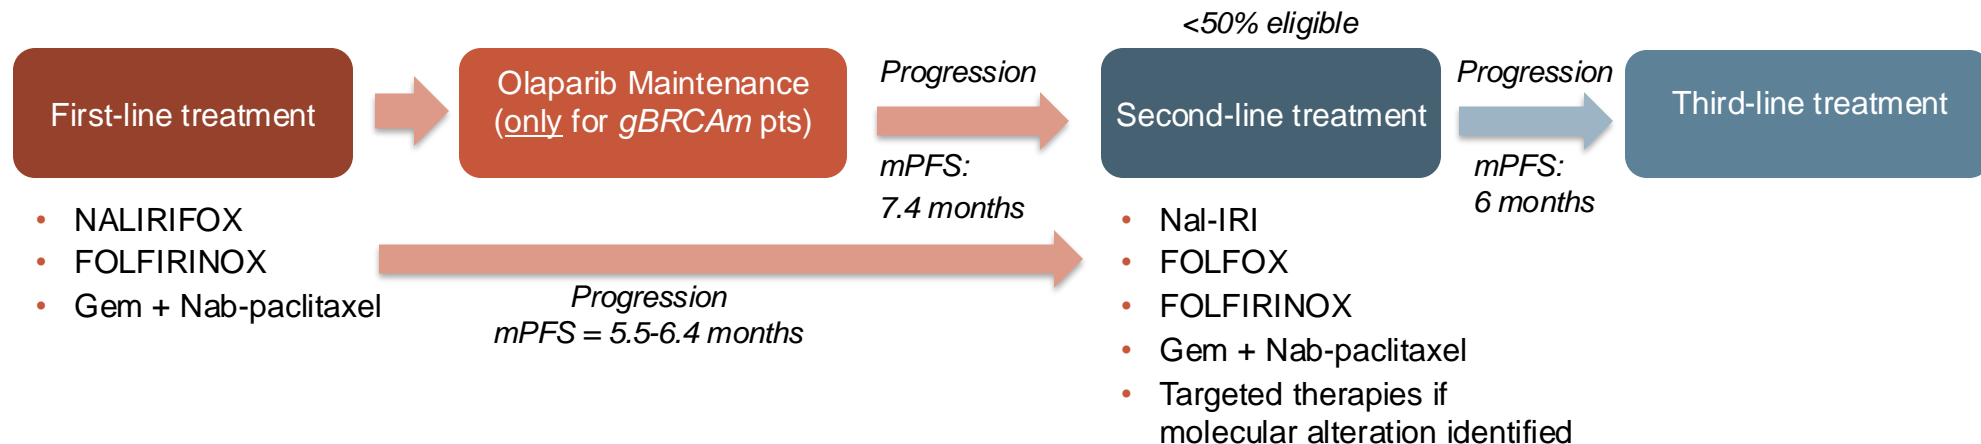 <50% eligible
First-line treatment
Olaparib Maintenance
(only for gBRCAm pts)
Progression
mPFS:
7.4 months
Second-line treatment
Progression
mPFS:
6 months
Third-line treatment
• NALIRIFOX
• FOLFIRINOX
• Gem + Nab-paclitaxel
Progression
mPFS = 5.5-6.4 months
• Nal-IRI
• FOLFOX
• FOLFIRINOX
• Gem + Nab-paclitaxel
• Targeted therapies if
molecular alteration identified